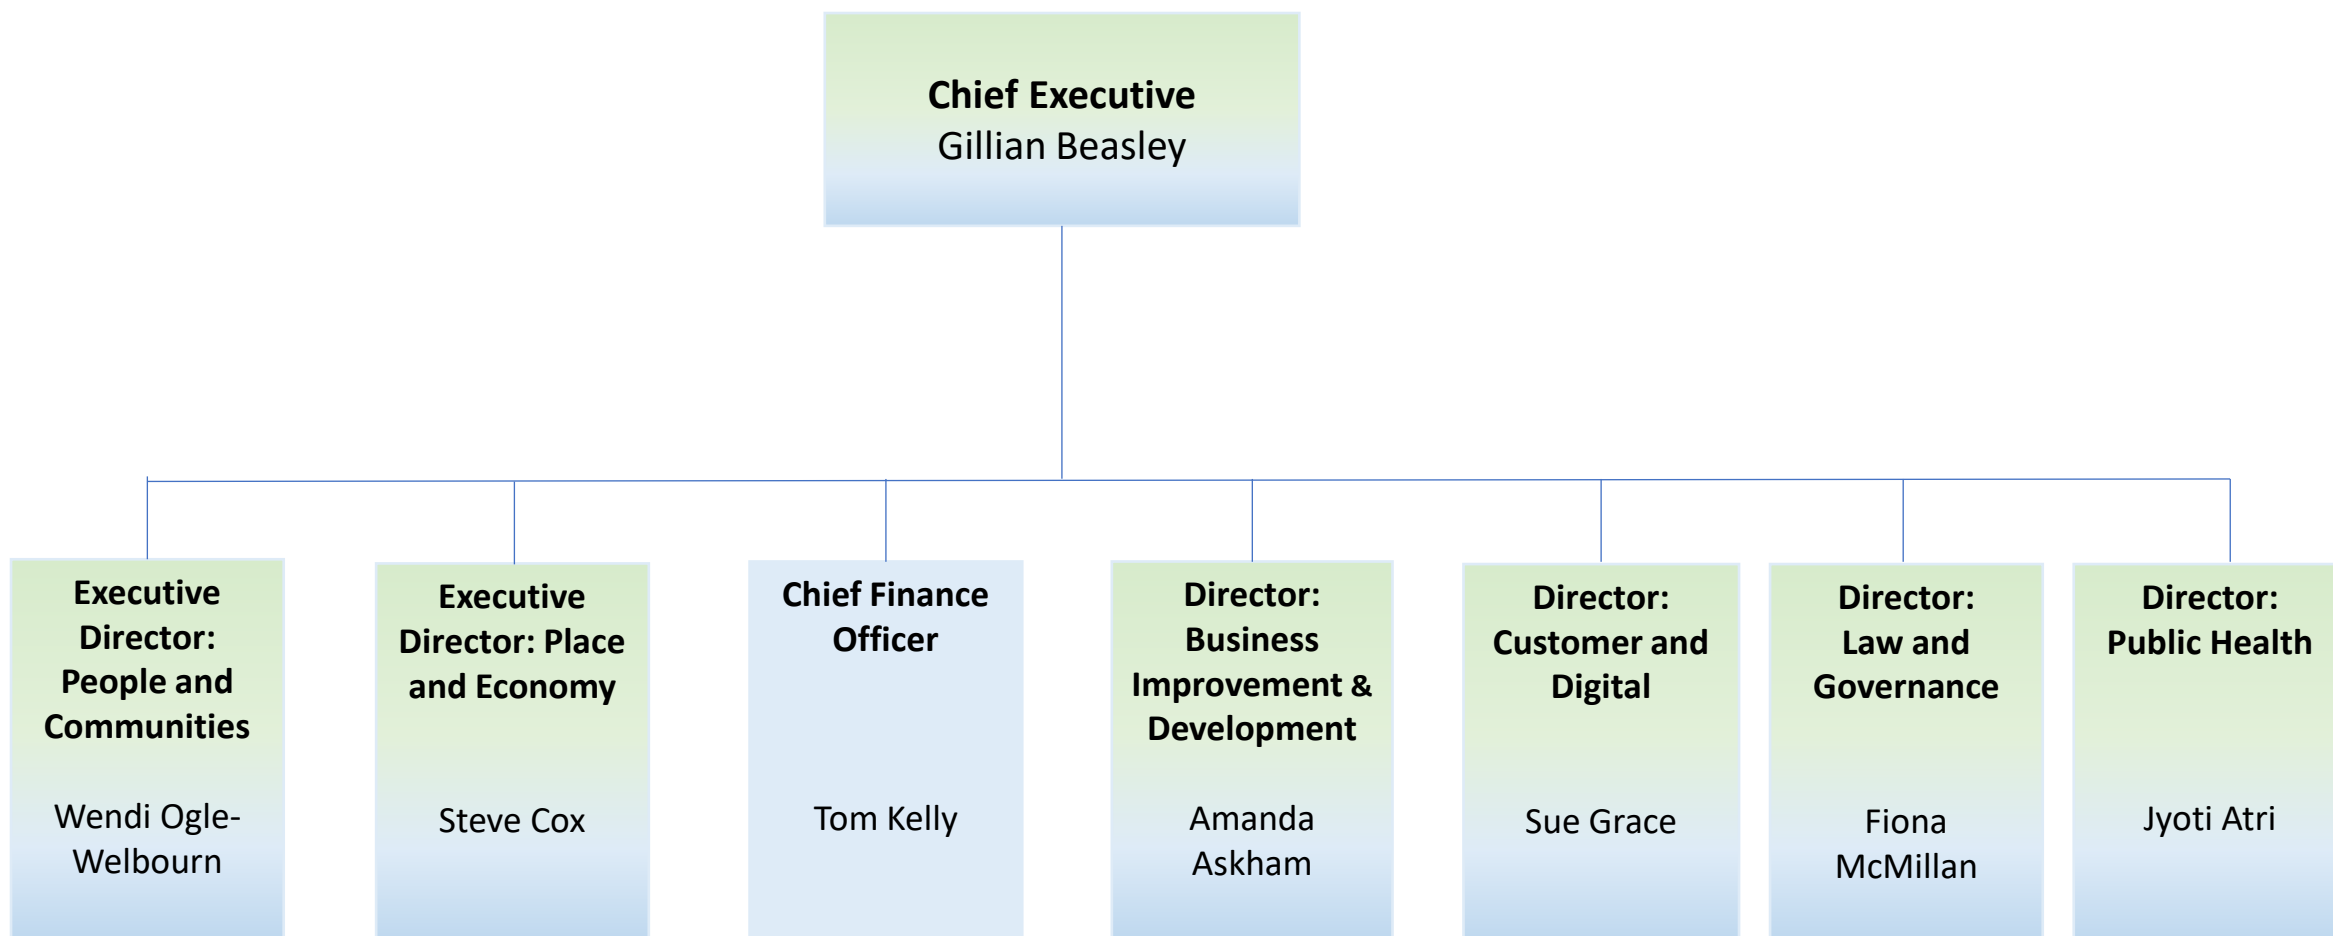 Chief Executive
Gillian Beasley
Executive
Director:
People and
Communities
Wendi Ogle-
Welbourn
Executive
Director: Place
and Economy
Steve Cox
Chief Finance
Officer
Tom Kelly
Director:
Business
Improvement &
Development
Amanda
Askham
Director:
Customer and
Digital
Sue Grace
Director:
Law and
Governance
Fiona
McMillan
Director:
Public Health
Jyoti Atri